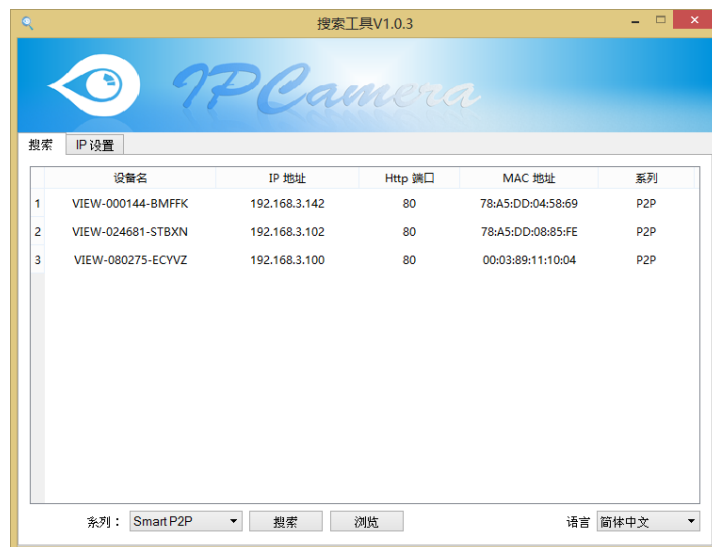 搜索工具V1.0.3
IPCamera
搜索 IP 设置
设备名 IP 地址 Http 端口 MAC 地址 系列
1 VIEW-000144-BMFFK 192.168.3.142 80 78:A5:DD:04:58:69 P2P
2 VIEW-024681-STBXN 192.168.3.102 80 78:A5:DD:08:85:FE P2P
3 VIEW-080275-ECYVZ 192.168.3.100 80 00:03:89:11:10:04 P2P
系列： Smart P2P 搜索 浏览 语言 简体中文